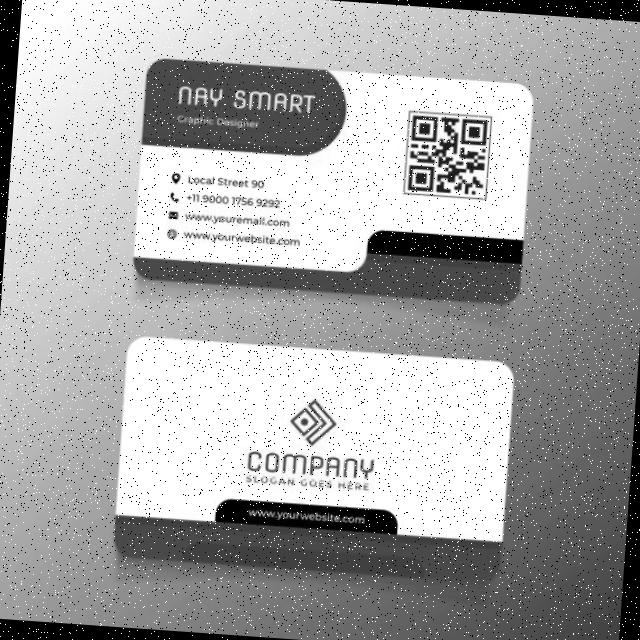 NAY SMART
Graphic Designer
Local Street 90
+11 9000 1756 9292
www.youremail.com
www.yourwebsite.com
COMPANY
SLOGAN GOES HERE
www.yourwebsite.com